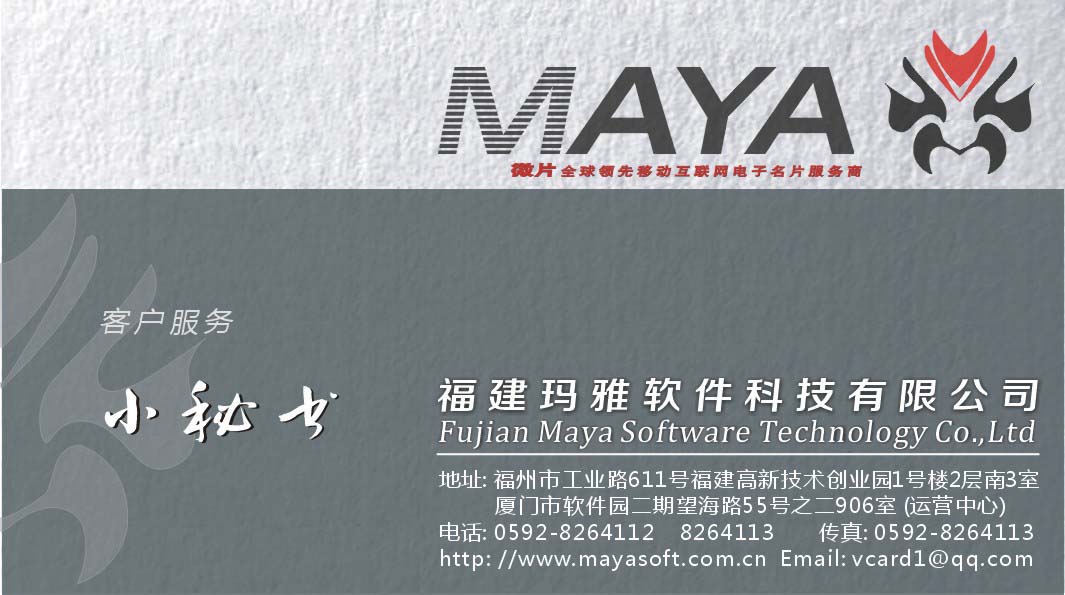 MAYA
微片 全球领先移动互联网电子名片服务商
客户服务
小秘书
福建玛雅软件科技有限公司
Fujian Maya Software Technology Co.,Ltd
地址: 福州市工业路611号福建高新技术创业园1号楼2层南3室
厦门市软件园二期望海路55号之二906室 (运营中心)
电话: 0592-8264112 8264113 传真: 0592-8264113
http: //www.mayasoft.com.cn Email: vcard1@qq.com